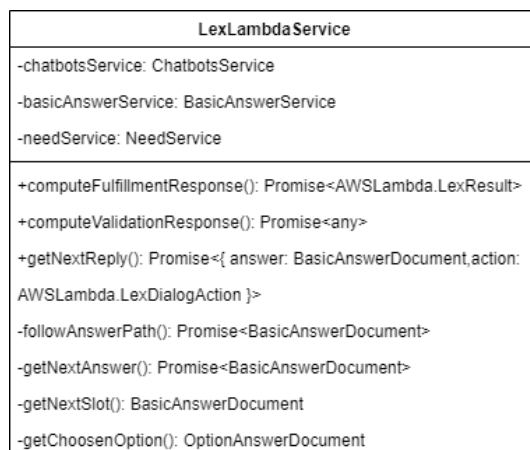 LexLambdaService
-chatbotsService: ChatbotsService
-basicAnswerService: BasicAnswerService
-needService: NeedService
+computeFulfillmentResponse(): Promise<AWSLambda.LexResult>
+computeValidationResponse(): Promise<any>
+getNextReply(): Promise<{ answer: BasicAnswerDocument,action:
AWSLambda.LexDialogAction }>
-followAnswerPath(): Promise<BasicAnswerDocument>
-getNextAnswer(): Promise<BasicAnswerDocument>
-getNextSlot(): BasicAnswerDocument
-getChoosenOption(): OptionAnswerDocument